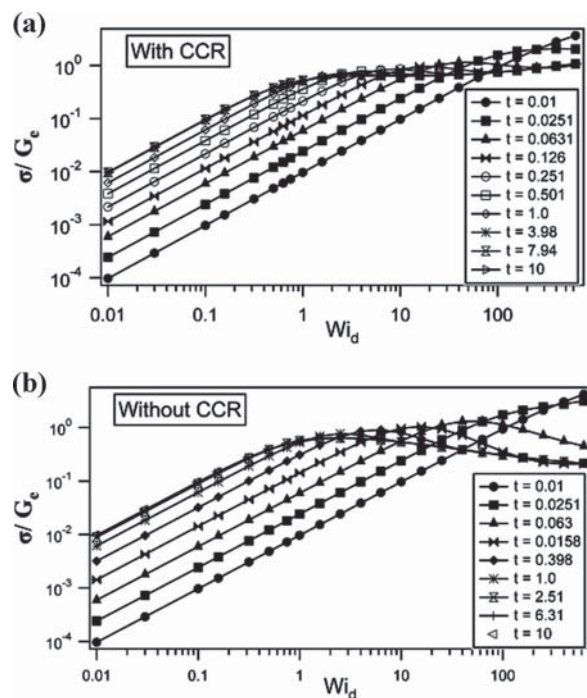 (a)
With CCR
σ/ Gₑ
10⁰
10⁻¹
10⁻²
10⁻³
10⁻⁴
t = 0.01
t = 0.0251
t = 0.0631
t = 0.126
t = 0.251
t = 0.501
t = 1.0
t = 3.98
t = 7.94
t = 10
0.01 0.1 1 10 100
Wi_d
(b)
Without CCR
σ/ Gₑ
10⁰
10⁻¹
10⁻²
10⁻³
10⁻⁴
t = 0.01
t = 0.0251
t = 0.063
t = 0.0158
t = 0.398
t = 1.0
t = 2.51
t = 6.31
t = 10
0.01 0.1 1 10 100
Wi_d